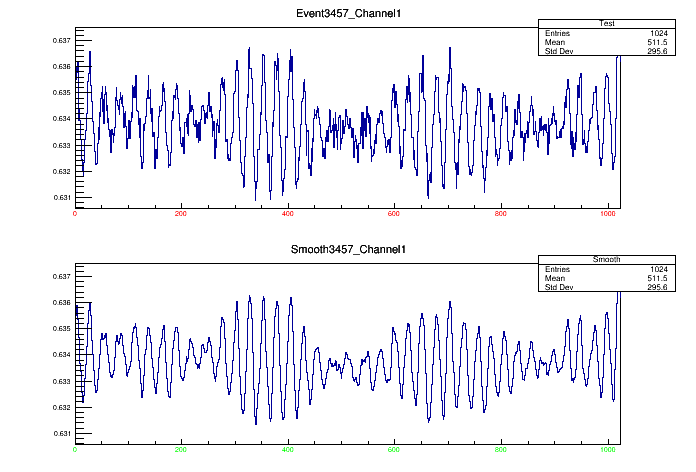 Event3457_Channel1
Test
Entries 1024
Mean 511.5
Std Dev 295.6
0.637
0.636
0.635
0.634
0.633
0.632
0.631
0 200 400 600 800 1000
Smooth3457_Channel1
Smooth
Entries 1024
Mean 511.5
Std Dev 295.6
0.637
0.636
0.635
0.634
0.633
0.632
0.631
0 200 400 600 800 1000